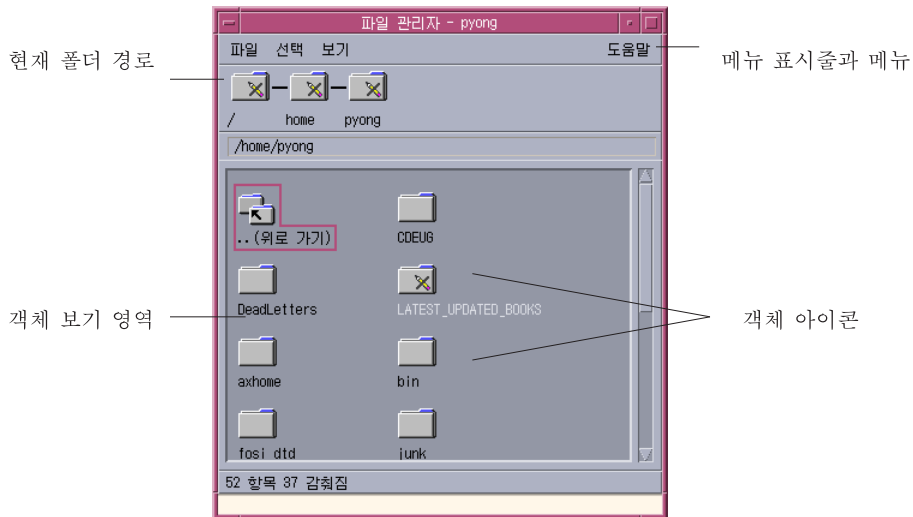 파일 관리자 - pyong
파일 선택 보기 도움말
현재 폴더 경로
메뉴 표시줄과 메뉴
/ home pyong
/home/pyong
..(위로 가기) CDEUG
DeadLetters LATEST_UPDATED_BOOKS
객체 보기 영역
객체 아이콘
axhome bin
fosi dtd junk
52 항목 37 감춰짐